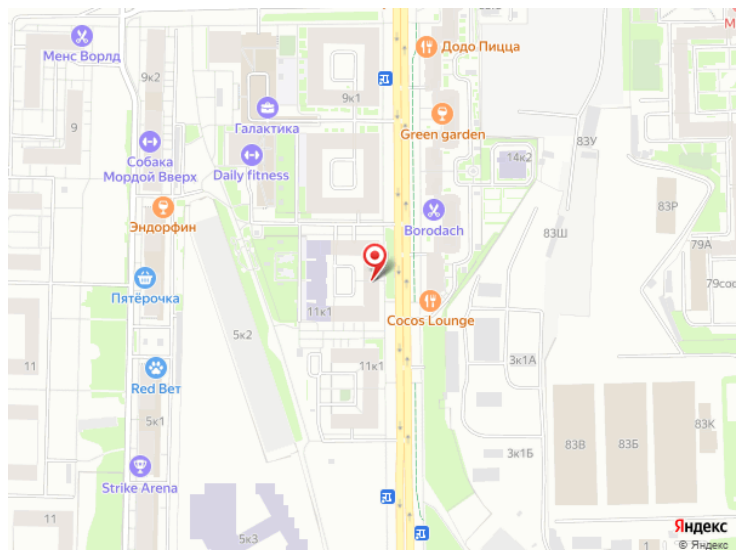 Менс Ворлд
9к2
9
Додо Пицца
9к1
Галактика
Green garden
83У
Собака
Мордой Вверх
Daily fitness
14к2
83Р
Эндорфин
Borodach
83Ш
79А
Пятёрочка
79соо
11к1
Cocos Lounge
5к2
11
Red Вет
11к1
3к1А
5к1
83К
83В
83Б
3к1Б
Strike Arena
11
5к3
1
Яндекс
© Яндекс